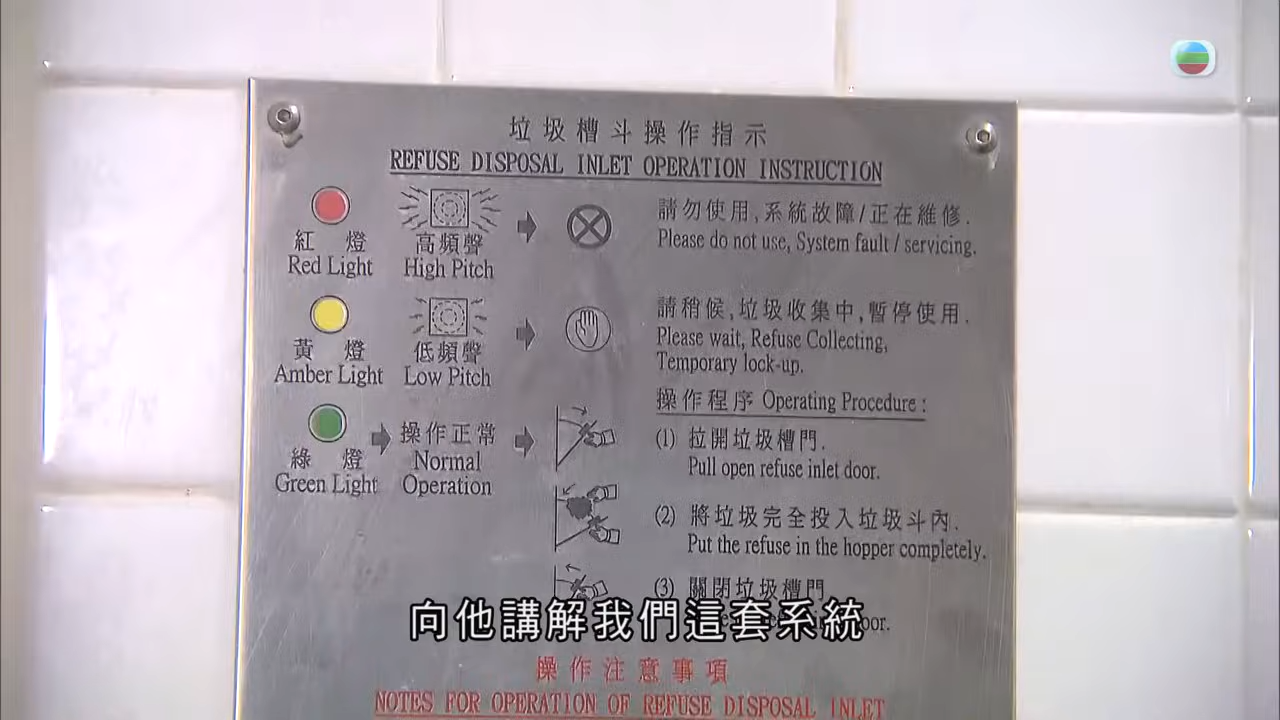 垃圾槽斗操作指示
REFUSE DISPOSAL INLET OPERATION INSTRUCTION
紅 燈
Red Light
高頻聲
High Pitch
請勿使用,系統故障/正在維修.
Please do not use, System fault / servicing.
黃 燈
Amber Light
低頻聲
Low Pitch
請稍候,垃圾收集中,暫停使用.
Please wait, Refuse Collecting,
Temporary lock-up.
綠 燈
Green Light
操作正常
Normal
Operation
操作程序 Operating Procedure :
(1) 拉開垃圾槽門.
Pull open refuse inlet door.
(2) 將垃圾完全投入垃圾斗內.
Put the refuse in the hopper completely.
(3) 關閉垃圾槽門
向他講解我們這套系統
操作注意事項
NOTES FOR OPERATION OF REFUSE DISPOSAL INLET